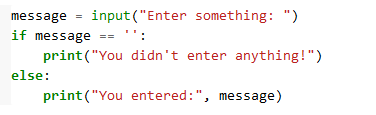 message = input("Enter something: ")
if message == '':
    print("You didn't enter anything!")
else:
    print("You entered:", message)